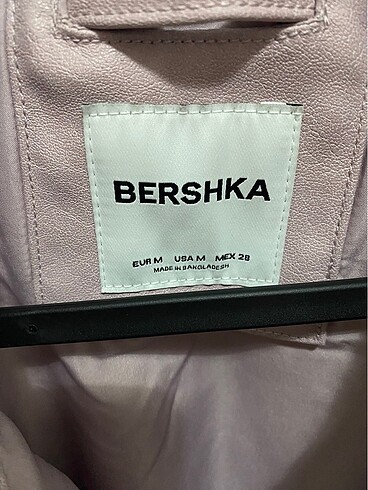 BERSHKA
EUR M USA M MEX 28
MADE IN BANGLADESH